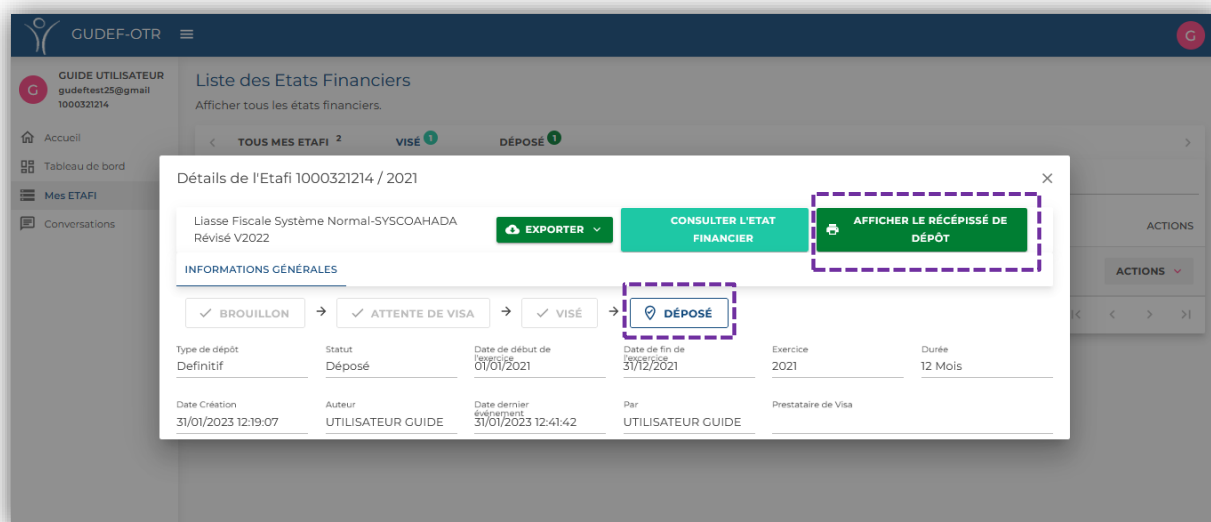 GUDEF-OTR
G
G
GUIDE UTILISATEUR
gudeftest25@gmail
1000321214
Accueil
Tableau de bord
Mes ETAFI
Conversations
Liste des Etats Financiers
Afficher tous les états financiers.
TOUS MES ETAFI 2
VISÉ 1
DÉPOSÉ 1
ACTIONS
ACTIONS
Détails de l'Etafi 1000321214 / 2021
Liasse Fiscale Système Normal-SYSCOAHADA
Révisé V2022
EXPORTER
CONSULTER L'ETAT
FINANCIER
AFFICHER LE RÉCÉPISSÉ DE
DÉPÔT
INFORMATIONS GÉNÉRALES
BROUILLON
ATTENTE DE VISA
VISÉ
DÉPOSÉ
Type de dépôt
Definitif
Statut
Déposé
Date de début de
l'exercice
01/01/2021
Date de fin de
l'excercice
31/12/2021
Exercice
2021
Durée
12 Mois
Date Création
31/01/2023 12:19:07
Auteur
UTILISATEUR GUIDE
Date dernier
événement
31/01/2023 12:41:42
Par
UTILISATEUR GUIDE
Prestataire de Visa